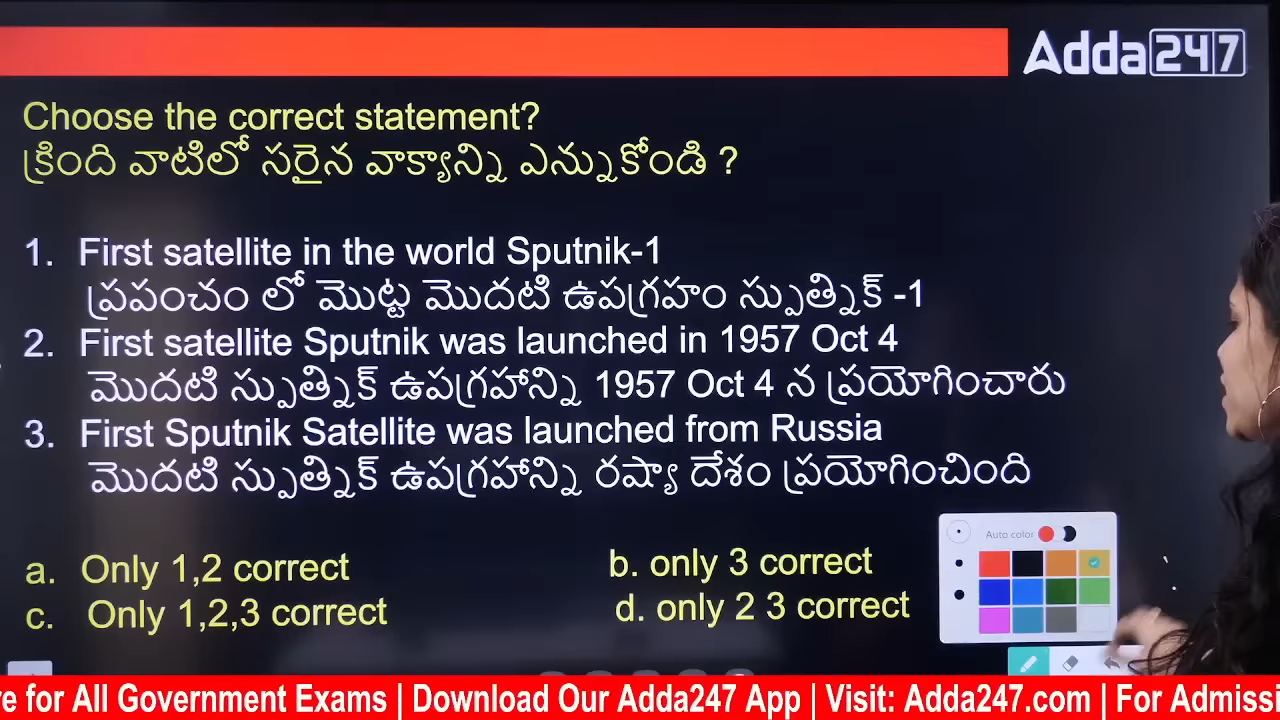 Adda247
Choose the correct statement?
క్రింది వాటిలో సరైన వాక్యాన్ని ఎన్నుకోండి ?
1. First satellite in the world Sputnik-1
ప్రపంచం లో మొట్ట మొదటి ఉపగ్రహం స్పుత్నిక్ -1
2. First satellite Sputnik was launched in 1957 Oct 4
మొదటి స్పుత్నిక్ ఉపగ్రహాన్ని 1957 Oct 4 న ప్రయోగించారు
3. First Sputnik Satellite was launched from Russia
మొదటి స్పుత్నిక్ ఉపగ్రహాన్ని రష్యా దేశం ప్రయోగించింది
Auto color
a. Only 1,2 correct b. only 3 correct
c. Only 1,2,3 correct d. only 2 3 correct
for All Government Exams | Download Our Adda247 App | Visit: Adda247.com | For